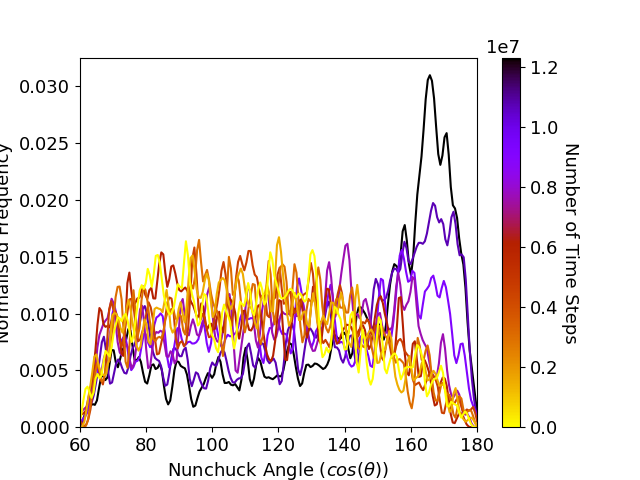 1e7
0.030
0.025
0.020
0.015
0.010
0.005
0.000
60 80 100 120 140 160 180
Nunchuck Angle (cos(θ))
Normalised Frequency
1.2
1.0
0.8
0.6
0.4
0.2
0.0
Number of Time Steps